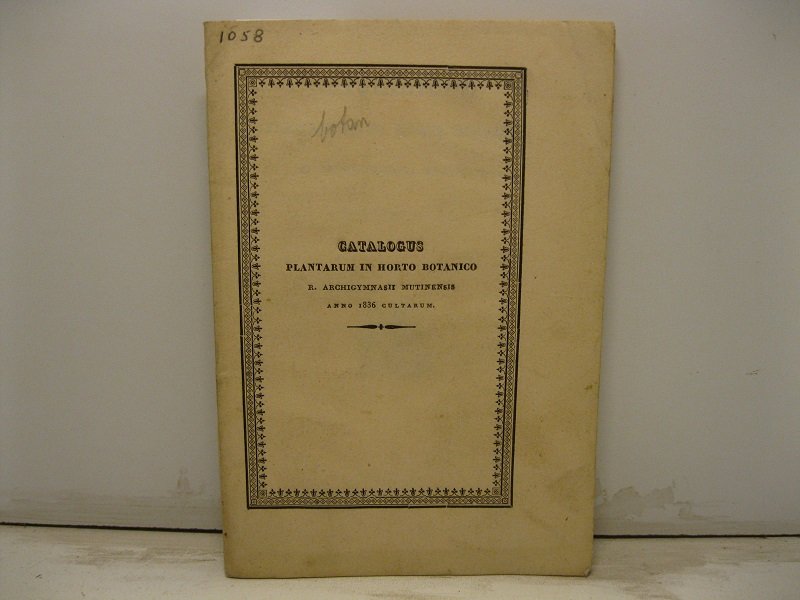 1058
botan
CATALOGUS
PLANTARUM IN HORTO BOTANICO
R. ARCHIGYMNASII MUTINENSIS
ANNO 1836 CULTARUM.